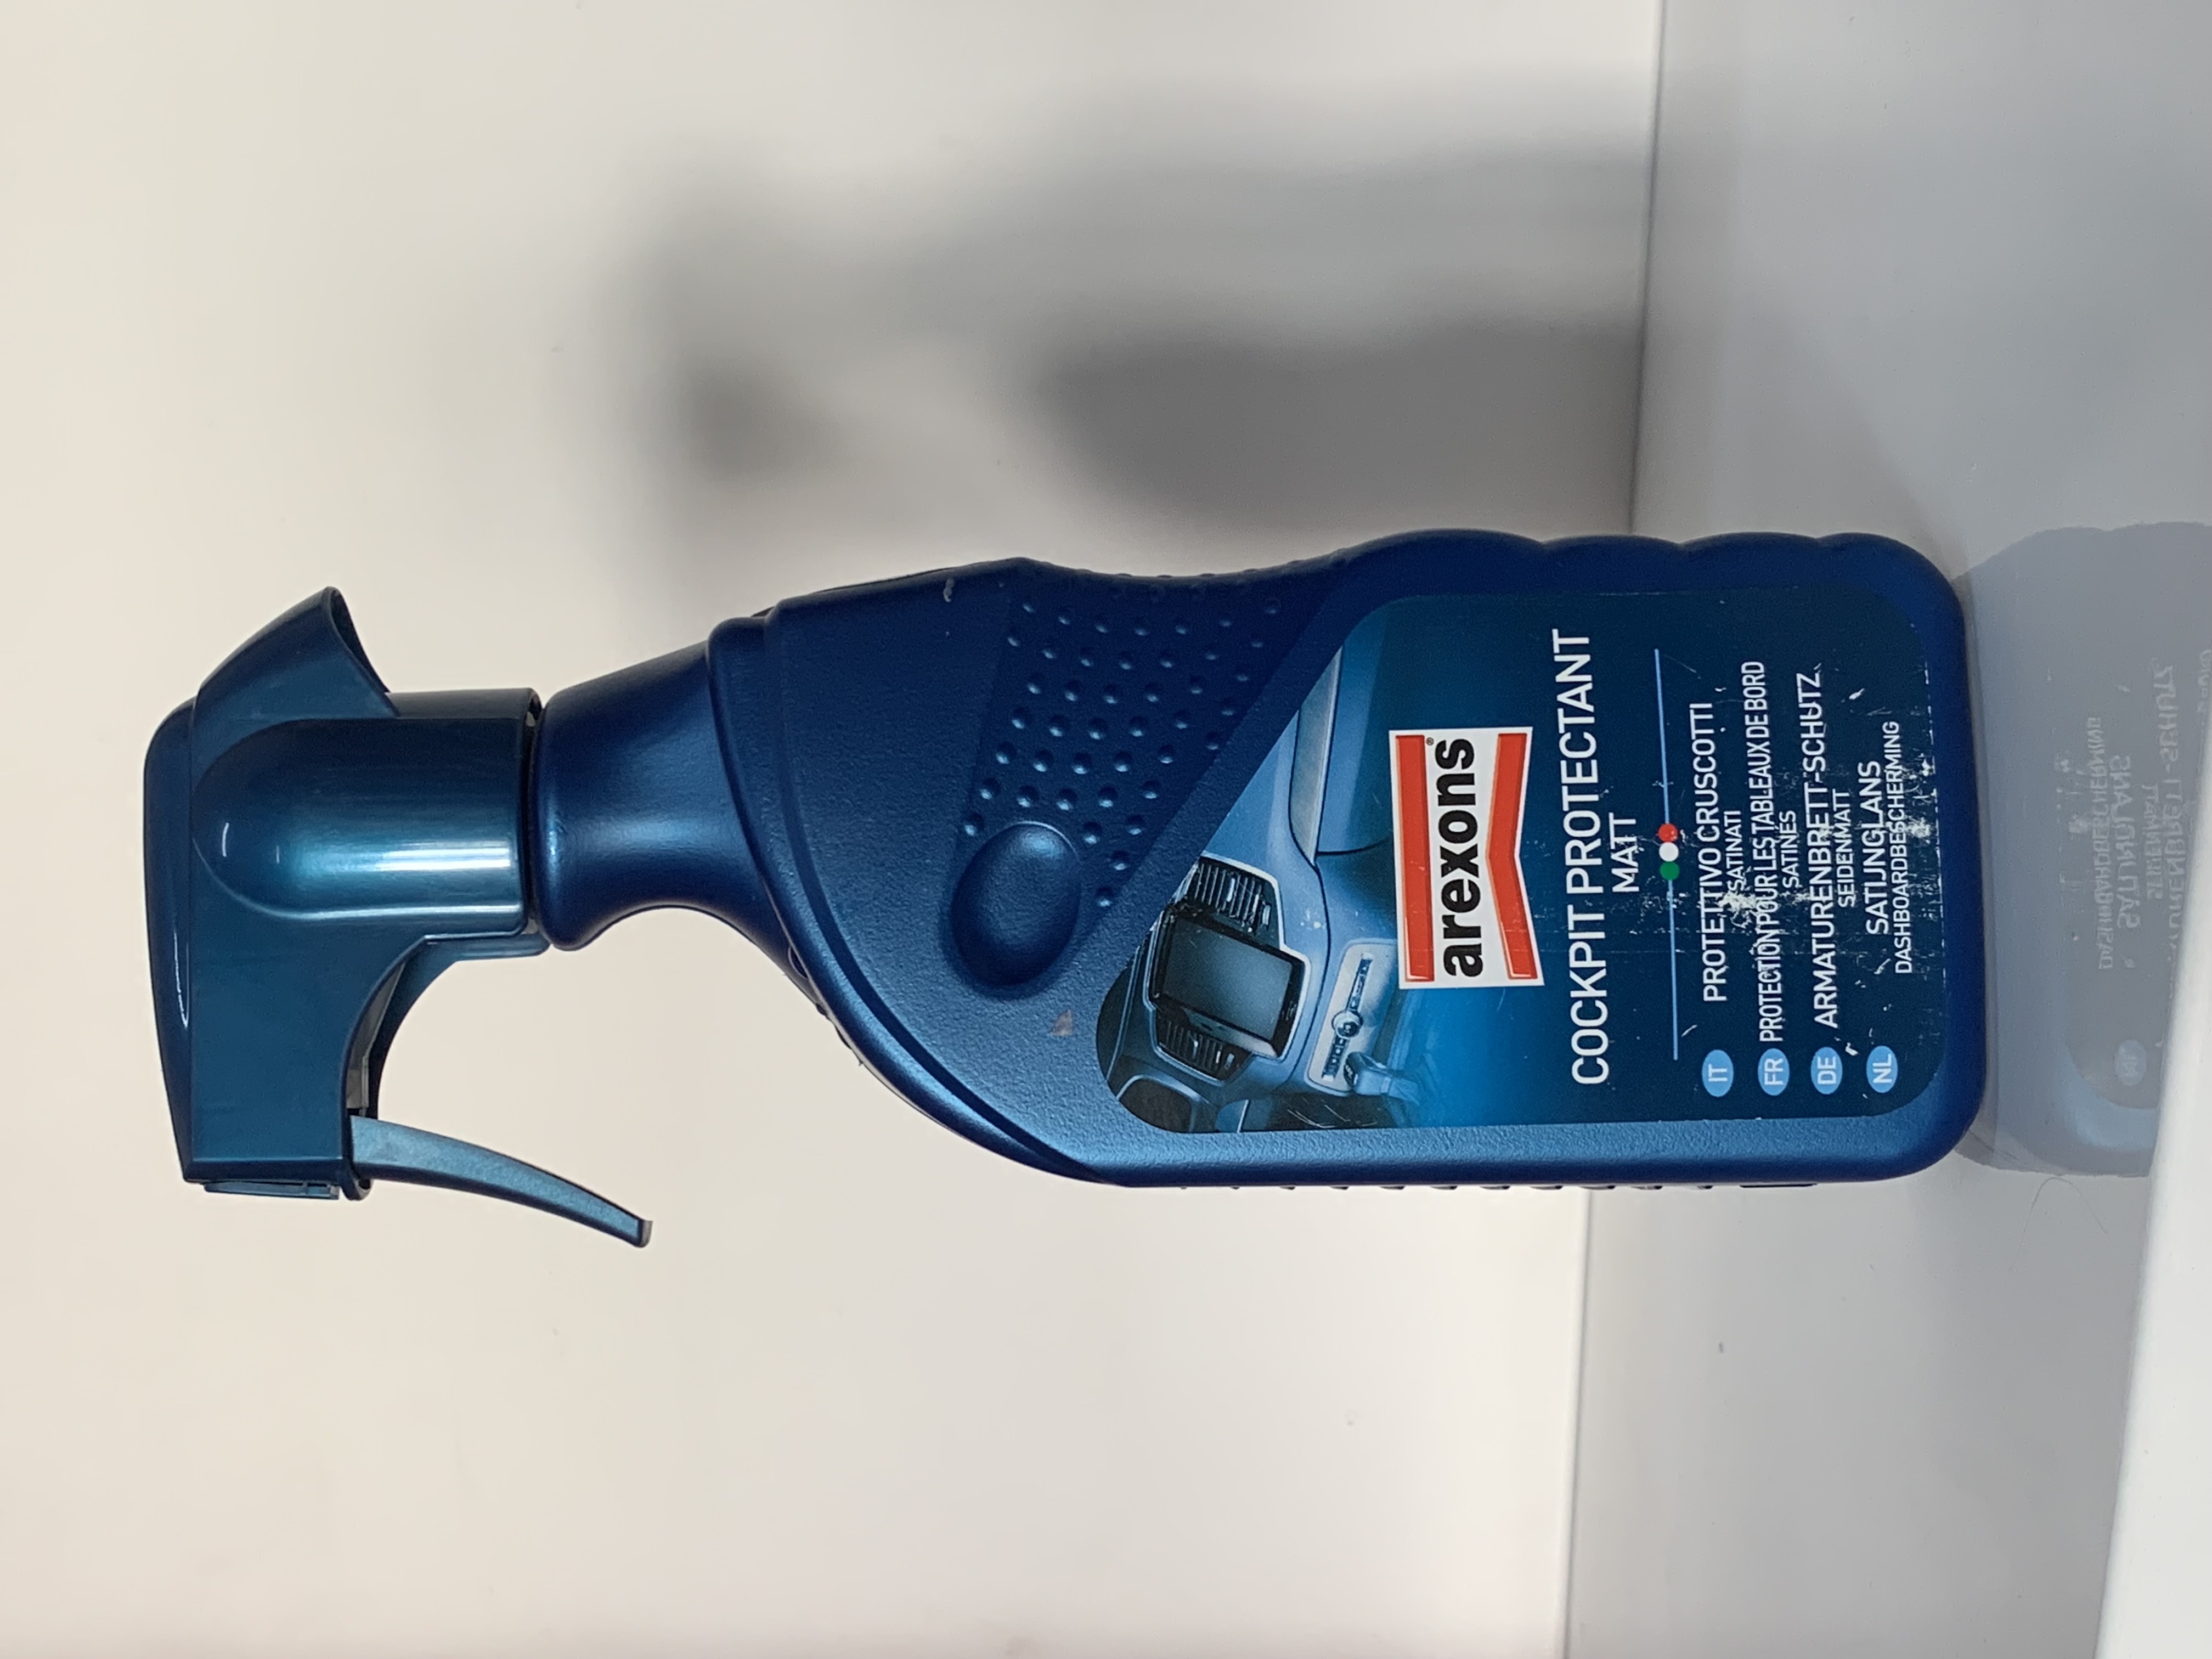 arexons®
COCKPIT PROTECTANT
MATT
IT PROTETTIVO CRUSCOTTI
SATINATI
FR PROTECTION POUR LES TABLEAUX DE BORD
SATINÉS
DE ARMATURENBRETT-SCHUTZ
SEIDENMATT
NL SATIJNGLANS
DASHBOARDBESCHERMING